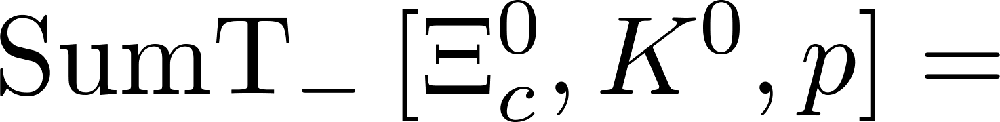 SumT_ [Ξ_c^0, K^0, p] =